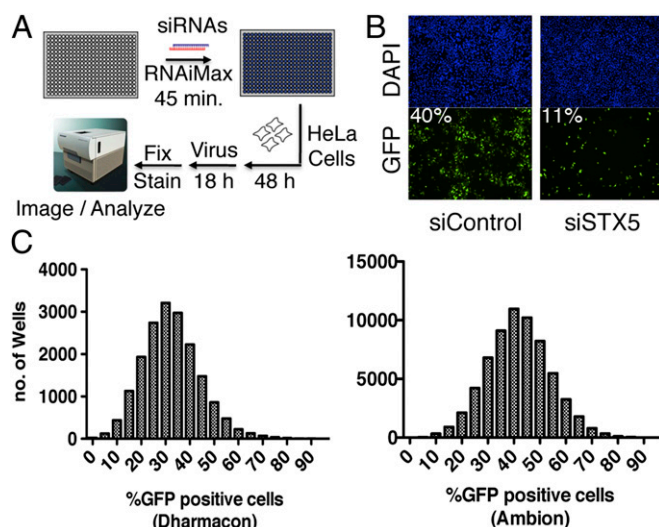 A
siRNAs
RNAiMax
45 min.
HeLa
Cells
48 h
Virus
18 h
Fix
Stain
Image / Analyze
B
DAPI
GFP
40%
11%
siControl
siSTX5
C
no. of Wells
4000
3000
2000
1000
0
0 10 20 30 40 50 60 70 80 90
%GFP positive cells
(Dharmacon)
15000
10000
5000
0
0 10 20 30 40 50 60 70 80 90
%GFP positive cells
(Ambion)